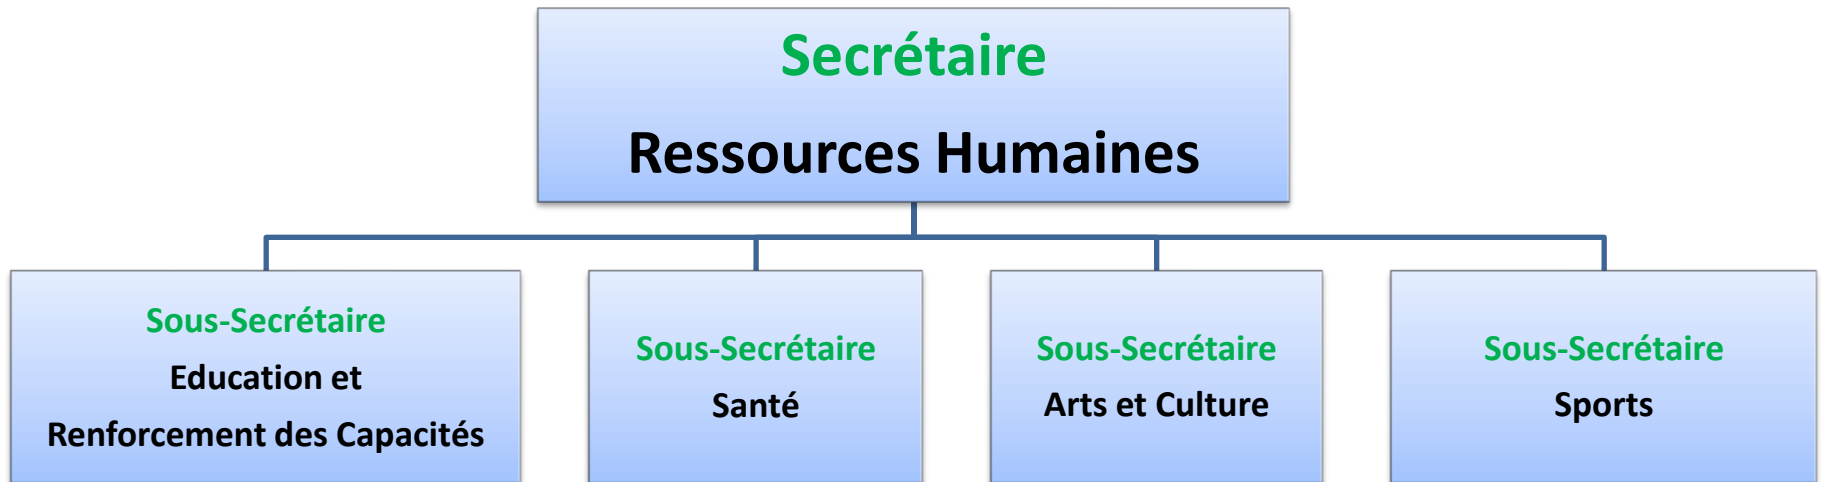 Secrétaire
Ressources Humaines
Sous-Secrétaire
Education et
Renforcement des Capacités
Sous-Secrétaire
Santé
Sous-Secrétaire
Arts et Culture
Sous-Secrétaire
Sports